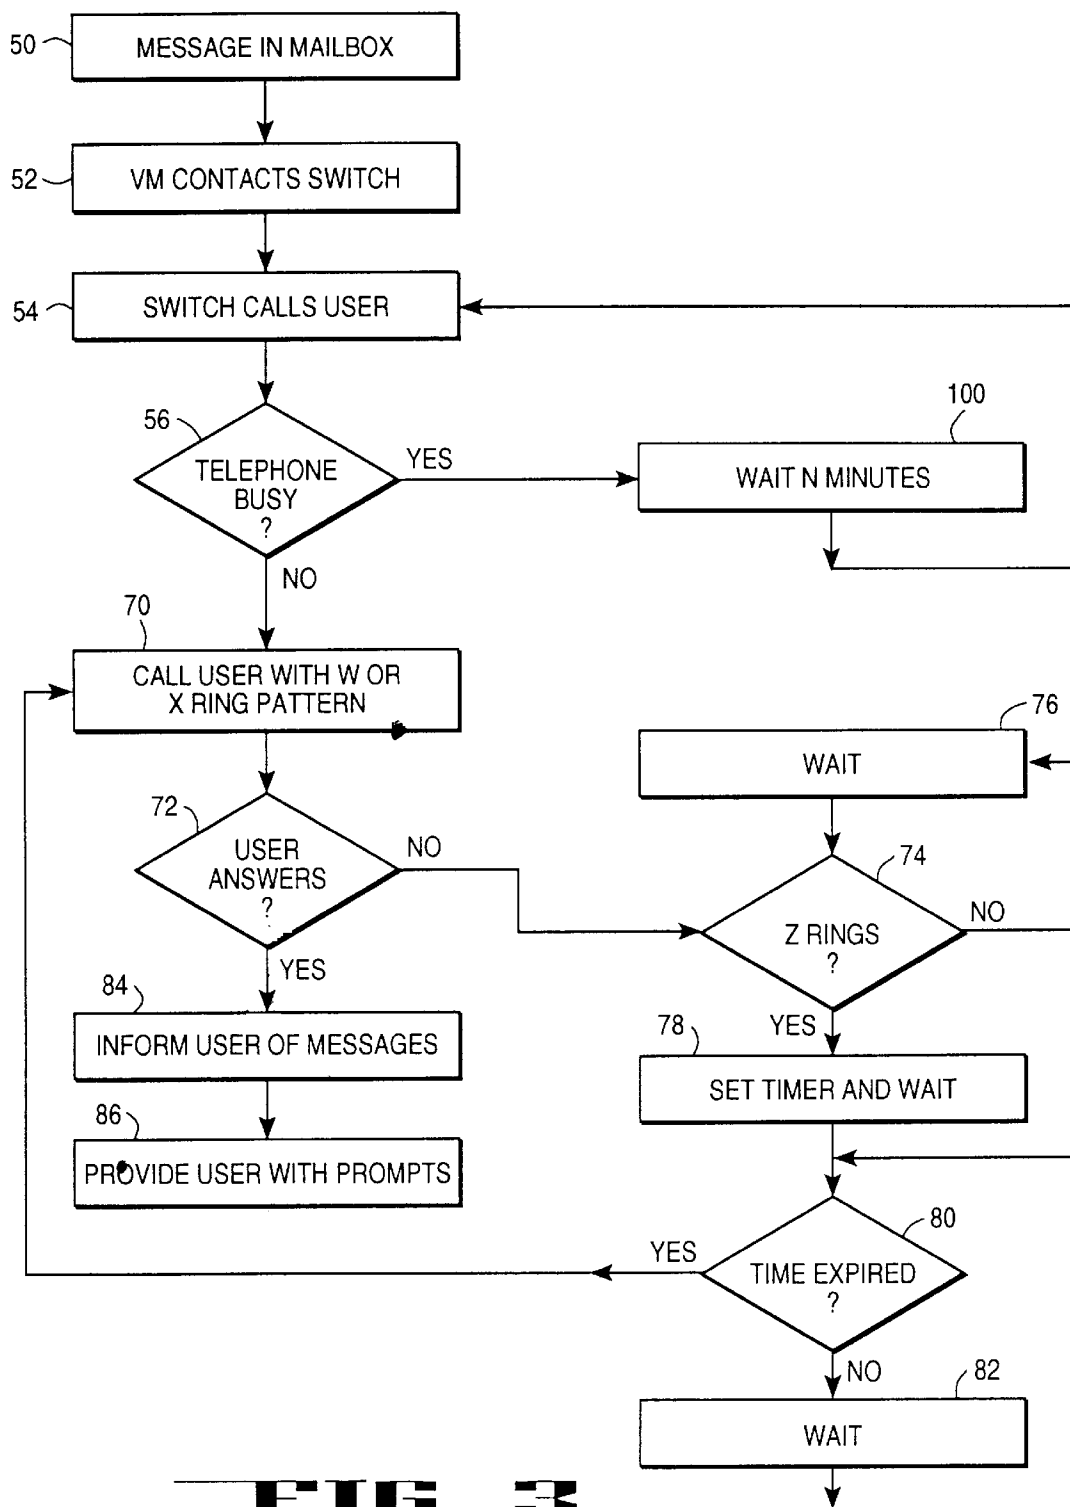 50
MESSAGE IN MAILBOX
52
VM CONTACTS SWITCH
54
SWITCH CALLS USER
56
TELEPHONE
BUSY
?
YES
NO
100
WAIT N MINUTES
70
CALL USER WITH W OR
X RING PATTERN
72
USER
ANSWERS
?
NO
YES
76
WAIT
74
Z RINGS
?
NO
YES
84
INFORM USER OF MESSAGES
86
PROVIDE USER WITH PROMPTS
78
SET TIMER AND WAIT
80
TIME EXPIRED
?
YES
NO
82
WAIT
FIG. 3